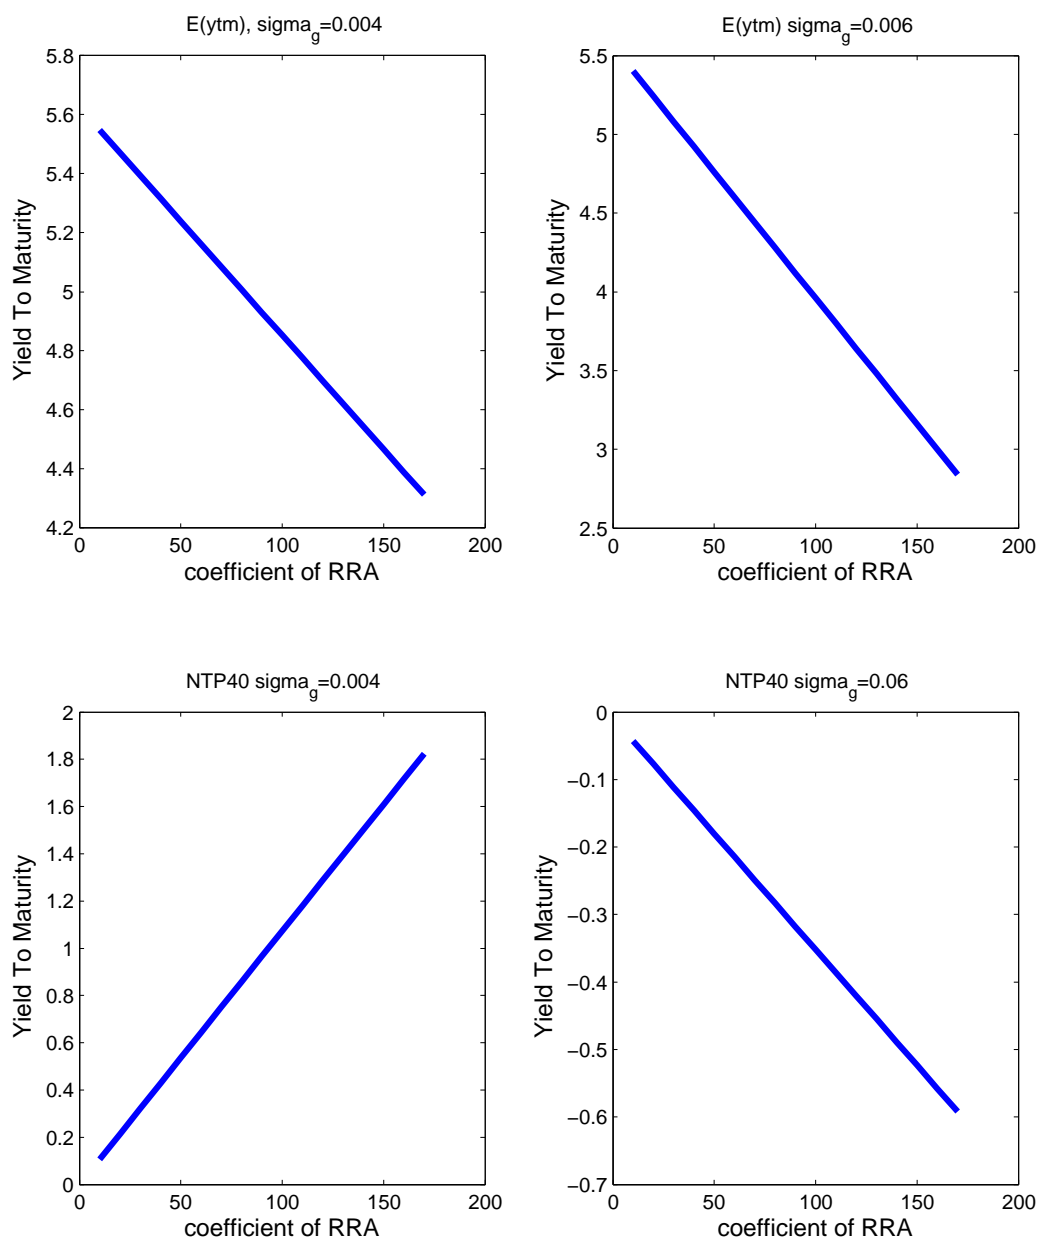 E(ytm), sigma_g=0.004
5.8
5.6
5.4
5.2
5
4.8
4.6
4.4
4.2
Yield To Maturity
0 50 100 150 200
coefficient of RRA
E(ytm) sigma_g=0.006
5.5
5
4.5
4
3.5
3
2.5
Yield To Maturity
0 50 100 150 200
coefficient of RRA
NTP40 sigma_g=0.004
2
1.8
1.6
1.4
1.2
1
0.8
0.6
0.4
0.2
0
Yield To Maturity
0 50 100 150 200
coefficient of RRA
NTP40 sigma_g=0.06
0
−0.1
−0.2
−0.3
−0.4
−0.5
−0.6
−0.7
Yield To Maturity
0 50 100 150 200
coefficient of RRA